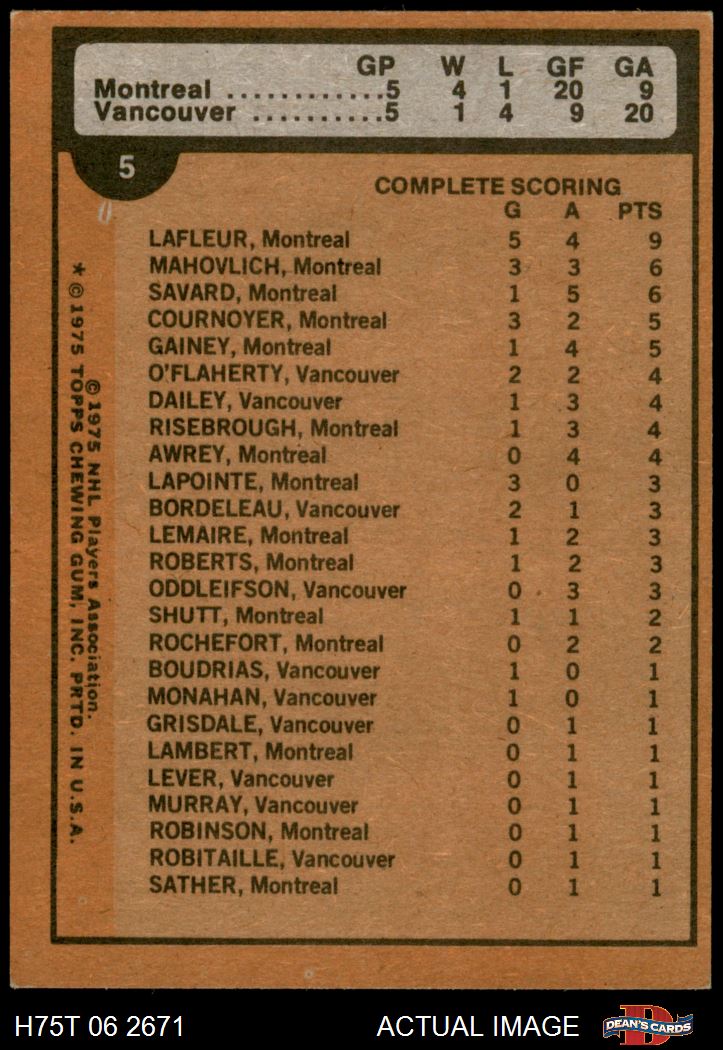 GP W L GF GA
Montreal ............5 4 1 20 9
Vancouver ..........5 1 4 9 20
5
COMPLETE SCORING
G A PTS
LAFLEUR, Montreal 5 4 9
MAHOVLICH, Montreal 3 3 6
SAVARD, Montreal 1 5 6
COURNOYER, Montreal 3 2 5
GAINEY, Montreal 1 4 5
O'FLAHERTY, Vancouver 2 2 4
DAILEY, Vancouver 1 3 4
RISEBROUGH, Montreal 1 3 4
AWREY, Montreal 0 4 4
LAPOINTE, Montreal 3 0 3
BORDELEAU, Vancouver 2 1 3
LEMAIRE, Montreal 1 2 3
ROBERTS, Montreal 1 2 3
ODDLEIFSON, Vancouver 0 3 3
SHUTT, Montreal 1 1 2
ROCHEFORT, Montreal 0 2 2
BOUDRIAS, Vancouver 1 0 1
MONAHAN, Vancouver 1 0 1
GRISDALE, Vancouver 0 1 1
LAMBERT, Montreal 0 1 1
LEVER, Vancouver 0 1 1
MURRAY, Vancouver 0 1 1
ROBINSON, Montreal 0 1 1
ROBITAILLE, Vancouver 0 1 1
SATHER, Montreal 0 1 1
© 1975 NHL Players Association.
* © 1975 TOPPS CHEWING GUM, INC. PRTD. IN U.S.A.
H75T 06 2671 ACTUAL IMAGE
D
DEAN'S CARDS